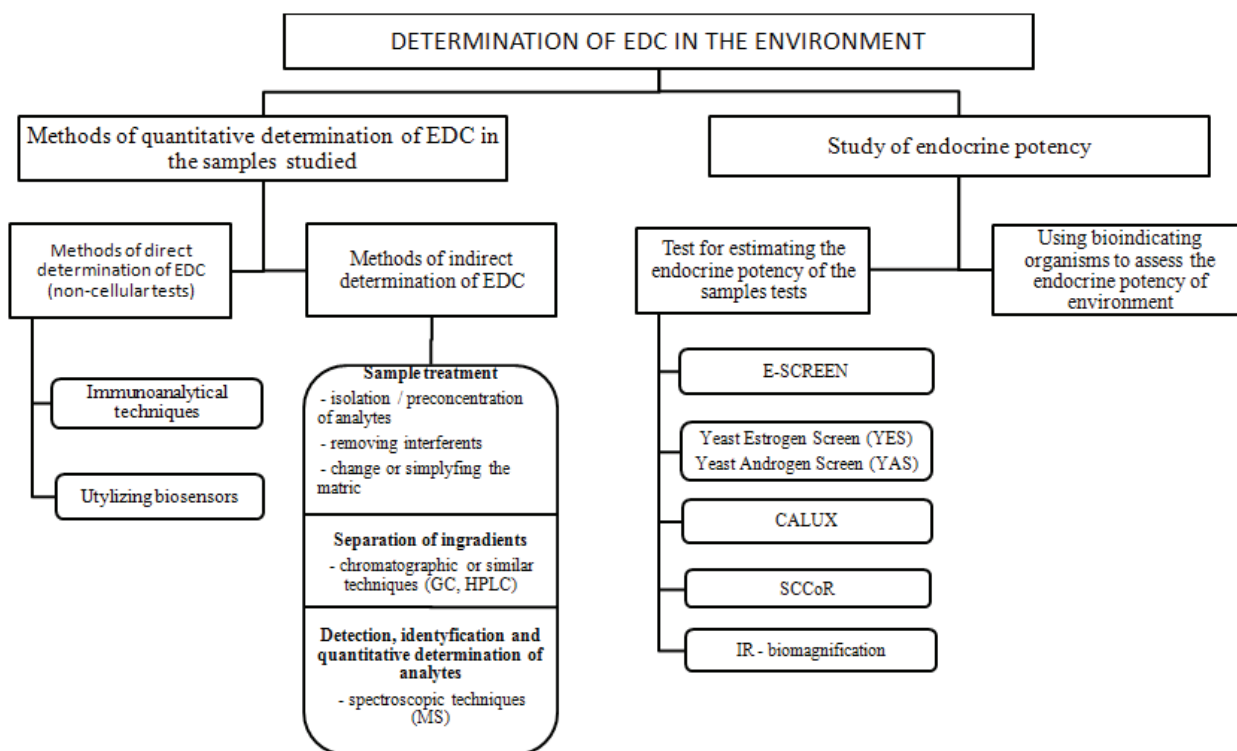 DETERMINATION OF EDC IN THE ENVIRONMENT
Methods of quantitative determination of EDC in
the samples studied
Study of endocrine potency
Methods of direct
determination of EDC
(non-cellular tests)
Methods of indirect
determination of EDC
Test for estimating the
endocrine potency of the
samples tests
Using bioindicating
organisms to assess the
endocrine potency of
environment
Immunoanalytical
techniques
Utylizing biosensors
Sample treatment
- isolation / preconcentration
of analytes
- removing interferents
- change or simplyfing the
matric
Separation of ingredients
- chromatographic or similar
techniques (GC, HPLC)
Detection, identyfication and
quantitative determination of
analytes
- spectroscopic techniques
(MS)
E-SCREEN
Yeast Estrogen Screen (YES)
Yeast Androgen Screen (YAS)
CALUX
SCCoR
IR - biomagnification